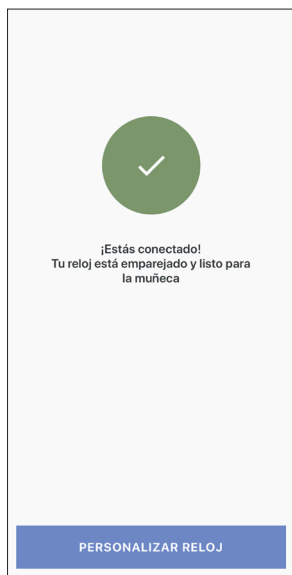 ¡Estás conectado!
Tu reloj está emparejado y listo para
la muñeca
PERSONALIZAR RELOJ